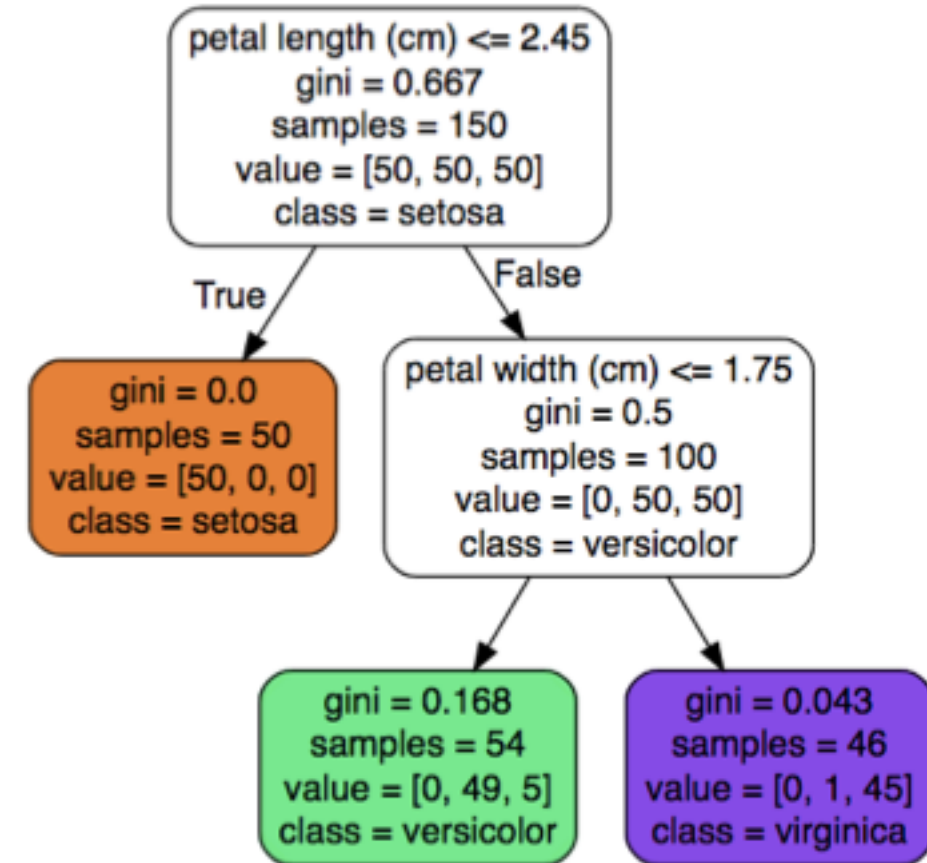 petal length (cm) <= 2.45
gini = 0.667
samples = 150
value = [50, 50, 50]
class = setosa
True
False
gini = 0.0
samples = 50
value = [50, 0, 0]
class = setosa
petal width (cm) <= 1.75
gini = 0.5
samples = 100
value = [0, 50, 50]
class = versicolor
gini = 0.168
samples = 54
value = [0, 49, 5]
class = versicolor
gini = 0.043
samples = 46
value = [0, 1, 45]
class = virginica